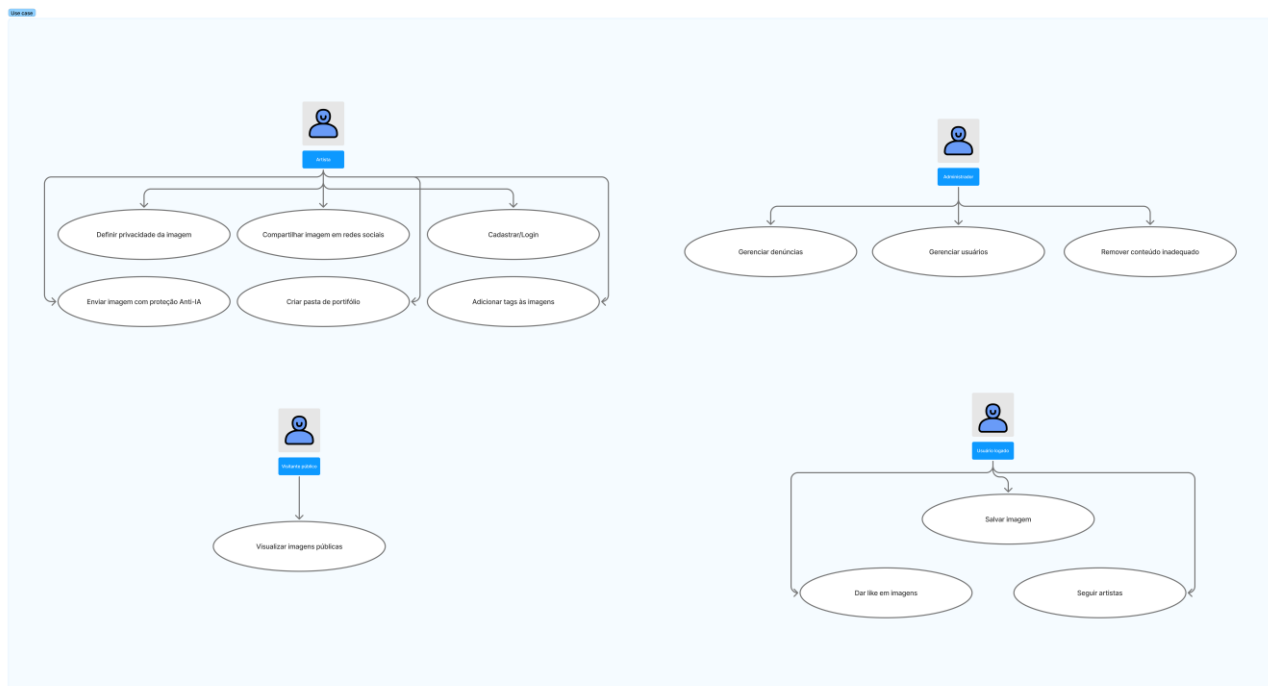 Use case
Artista
Definir privacidade da imagem
Compartilhar imagem em redes sociais
Cadastrar/Login
Enviar imagem com proteção Anti-IA
Criar pasta de portifólio
Adicionar tags às imagens
Administrador
Gerenciar denúncias
Gerenciar usuários
Remover conteúdo inadequado
Visitante público
Visualizar imagens públicas
Usuário logado
Salvar imagem
Dar like em imagens
Seguir artistas